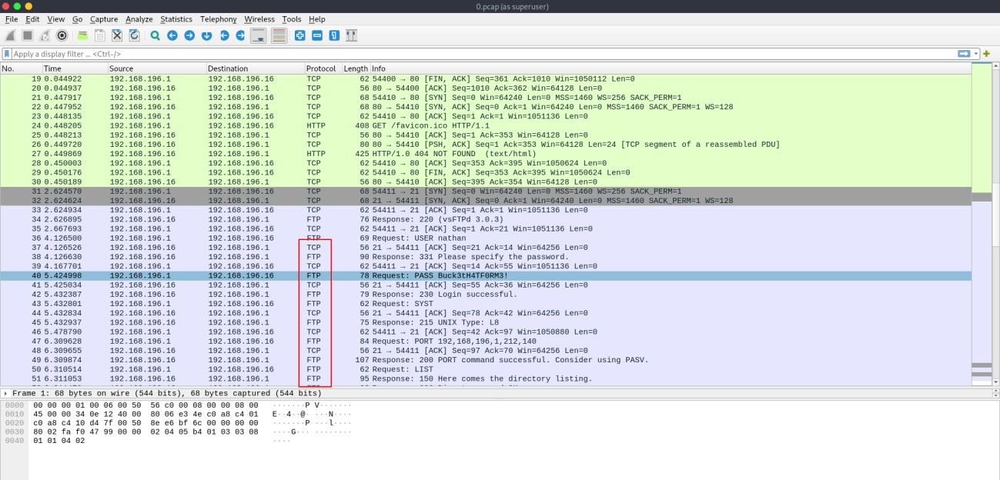 0.pcap (as superuser)
File Edit View Go Capture Analyze Statistics Telephony Wireless Tools Help
Apply a display filter ... <Ctrl-/>
No. Time Source Destination Protocol Length Info
19 0.044922 192.168.196.1 192.168.196.16 TCP 62 54400 → 80 [FIN, ACK] Seq=361 Ack=1010 Win=1050112 Len=0
20 0.044937 192.168.196.16 192.168.196.1 TCP 56 80 → 54400 [ACK] Seq=1010 Ack=362 Win=64128 Len=0
21 0.447917 192.168.196.1 192.168.196.16 TCP 68 54410 → 80 [SYN] Seq=0 Win=64240 Len=0 MSS=1460 WS=256 SACK_PERM=1
22 0.447952 192.168.196.16 192.168.196.1 TCP 68 80 → 54410 [SYN, ACK] Seq=0 Ack=1 Win=64240 Len=0 MSS=1460 SACK_PERM=1 WS=128
23 0.448135 192.168.196.1 192.168.196.16 TCP 62 54410 → 80 [ACK] Seq=1 Ack=1 Win=1051136 Len=0
24 0.448205 192.168.196.1 192.168.196.16 HTTP 408 GET /favicon.ico HTTP/1.1
25 0.448213 192.168.196.16 192.168.196.1 TCP 56 80 → 54410 [ACK] Seq=1 Ack=353 Win=64128 Len=0
26 0.449720 192.168.196.16 192.168.196.1 TCP 80 80 → 54410 [PSH, ACK] Seq=1 Ack=353 Win=64128 Len=24 [TCP segment of a reassembled PDU]
27 0.449869 192.168.196.16 192.168.196.1 HTTP 425 HTTP/1.0 404 NOT FOUND (text/html)
28 0.450003 192.168.196.1 192.168.196.16 TCP 62 54410 → 80 [ACK] Seq=353 Ack=395 Win=1050624 Len=0
29 0.450176 192.168.196.1 192.168.196.16 TCP 62 54410 → 80 [FIN, ACK] Seq=353 Ack=395 Win=1050624 Len=0
30 0.450189 192.168.196.16 192.168.196.1 TCP 56 80 → 54410 [ACK] Seq=395 Ack=354 Win=64128 Len=0
31 2.624570 192.168.196.1 192.168.196.16 TCP 68 54411 → 21 [SYN] Seq=0 Win=64240 Len=0 MSS=1460 WS=256 SACK_PERM=1
32 2.624624 192.168.196.16 192.168.196.1 TCP 68 21 → 54411 [SYN, ACK] Seq=0 Ack=1 Win=64240 Len=0 MSS=1460 SACK_PERM=1 WS=128
33 2.624934 192.168.196.1 192.168.196.16 TCP 62 54411 → 21 [ACK] Seq=1 Ack=1 Win=1051136 Len=0
34 2.626895 192.168.196.16 192.168.196.1 FTP 76 Response: 220 (vsFTPd 3.0.3)
35 2.667693 192.168.196.1 192.168.196.16 TCP 62 54411 → 21 [ACK] Seq=1 Ack=21 Win=1051136 Len=0
36 4.126500 192.168.196.1 192.168.196.16 FTP 69 Request: USER nathan
37 4.126526 192.168.196.16 192.168.196.1 TCP 56 21 → 54411 [ACK] Seq=21 Ack=14 Win=64256 Len=0
38 4.126630 192.168.196.16 192.168.196.1 FTP 90 Response: 331 Please specify the password.
39 4.167701 192.168.196.1 192.168.196.16 TCP 62 54411 → 21 [ACK] Seq=14 Ack=55 Win=1051136 Len=0
40 5.424998 192.168.196.1 192.168.196.16 FTP 78 Request: PASS Buck3tH4TF0RM3!
41 5.425034 192.168.196.16 192.168.196.1 TCP 56 21 → 54411 [ACK] Seq=55 Ack=36 Win=64256 Len=0
42 5.432387 192.168.196.16 192.168.196.1 FTP 79 Response: 230 Login successful.
43 5.432801 192.168.196.1 192.168.196.16 FTP 62 Request: SYST
44 5.432834 192.168.196.16 192.168.196.1 TCP 56 21 → 54411 [ACK] Seq=78 Ack=42 Win=64256 Len=0
45 5.432937 192.168.196.16 192.168.196.1 FTP 75 Response: 215 UNIX Type: L8
46 5.478790 192.168.196.1 192.168.196.16 TCP 62 54411 → 21 [ACK] Seq=42 Ack=97 Win=1050880 Len=0
47 6.309628 192.168.196.1 192.168.196.16 FTP 84 Request: PORT 192,168,196,1,212,140
48 6.309655 192.168.196.16 192.168.196.1 TCP 56 21 → 54411 [ACK] Seq=97 Ack=70 Win=64256 Len=0
49 6.309874 192.168.196.16 192.168.196.1 FTP 107 Response: 200 PORT command successful. Consider using PASV.
50 6.310514 192.168.196.1 192.168.196.16 FTP 62 Request: LIST
51 6.311053 192.168.196.16 192.168.196.1 FTP 95 Response: 150 Here comes the directory listing.
Frame 1: 68 bytes on wire (544 bits), 68 bytes captured (544 bits)
0000 00 00 00 01 00 06 00 50 56 c0 00 08 00 00 08 00 ·······P V·······
0010 45 00 00 34 0e 12 40 00 80 06 e3 4e c0 a8 c4 01 E··4··@· ···N····
0020 c0 a8 c4 10 d4 7f 00 50 8e e6 bf 6c 00 00 00 00 ·······P ···l····
0030 80 02 fa f0 47 99 00 00 02 04 05 b4 01 03 03 08 ····G··· ········
0040 01 01 04 02 ····